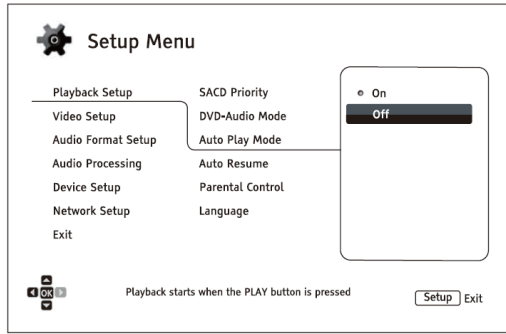 Setup Menu
Playback Setup
Video Setup
Audio Format Setup
Audio Processing
Device Setup
Network Setup
Exit
SACD Priority
DVD-Audio Mode
Auto Play Mode
Auto Resume
Parental Control
Language
On
Off
OK
Playback starts when the PLAY button is pressed
Setup Exit